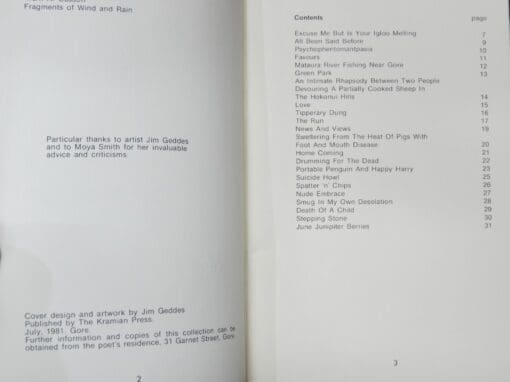 Fragments of Wind and Rain
Particular thanks to artist Jim Geddes
and to Moya Smith for her invaluable
advice and criticisms.
Cover design and artwork by Jim Geddes
Published by The Kramian Press.
July, 1981. Gore.
Further information and copies of this collection can be
obtained from the poet's residence, 31 Garnet Street, Gore.
2
Contents page
Excuse Me But Is Your Igloo Melting 7
All Been Said Before 9
Psychophentomantpasia 10
Favours 11
Mataura River Fishing Near Gore 12
Green Park 13
An Intimate Rhapsody Between Two People
Devouring A Partially Cooked Sheep In
The Hokonui Hills 14
Love 15
Tipperary Dung 16
The Run 17
News And Views 19
Sweltering From The Heat Of Pigs With
Foot And Mouth Disease 20
Home Coming 21
Drumming For The Dead 22
Portable Penguin And Happy Harry 23
Suicide Howl 25
Spatter 'n' Chips 26
Nude Embrace 27
Smug In My Own Desolation 28
Death Of A Child 29
Stepping Stone 30
June Junipiter Berries 31
3